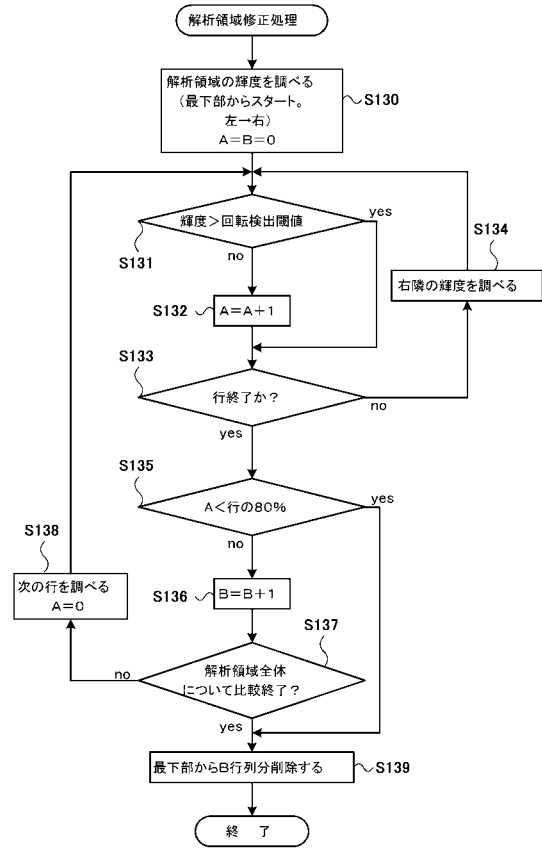 解析領域修正処理
解析領域の輝度を調べる
（最下部からスタート。
左→右）
A＝B＝0
S130
輝度＞回転検出閾値
yes
S131
no
S134
右隣の輝度を調べる
S132
A＝A＋1
S133
行終了か？
no
yes
S135
A＜行の80%
yes
no
S138
次の行を調べる
A＝0
S136
B＝B＋1
S137
解析領域全体
について比較終了？
no
yes
最下部からB行列分削除する
S139
終　了